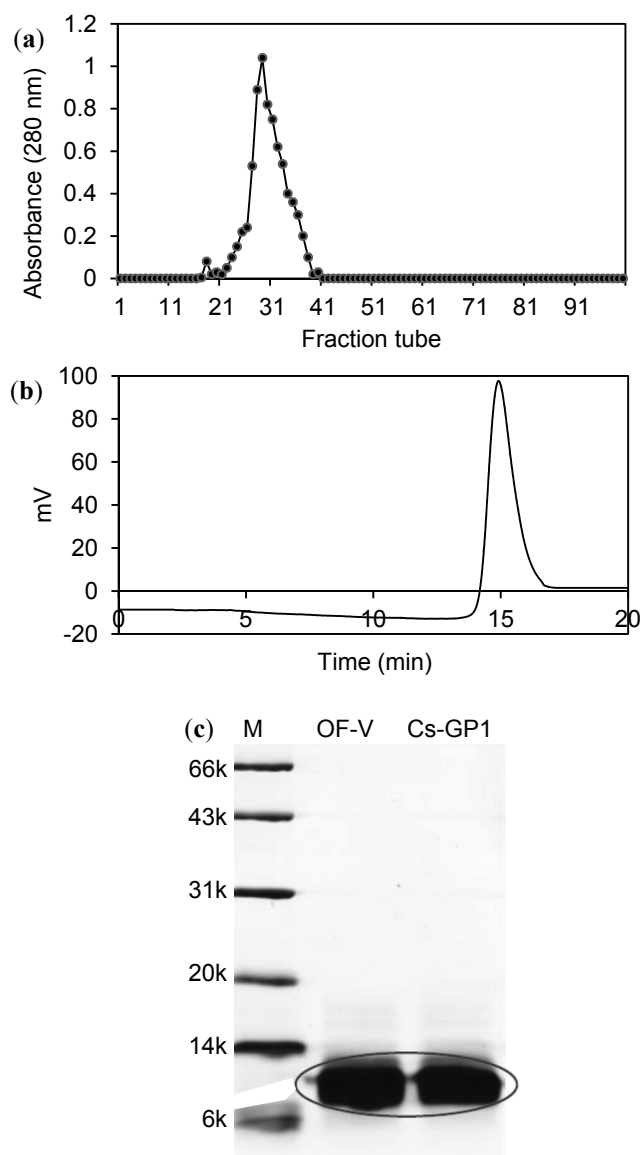 (a)
Absorbance (280 nm)
1.2
1
0.8
0.6
0.4
0.2
0
1 11 21 31 41 51 61 71 81 91
Fraction tube
(b)
mV
100
80
60
40
20
0
-20
0 5 10 15 20
Time (min)
(c) M OF-V Cs-GP1
66k
43k
31k
20k
14k
6k